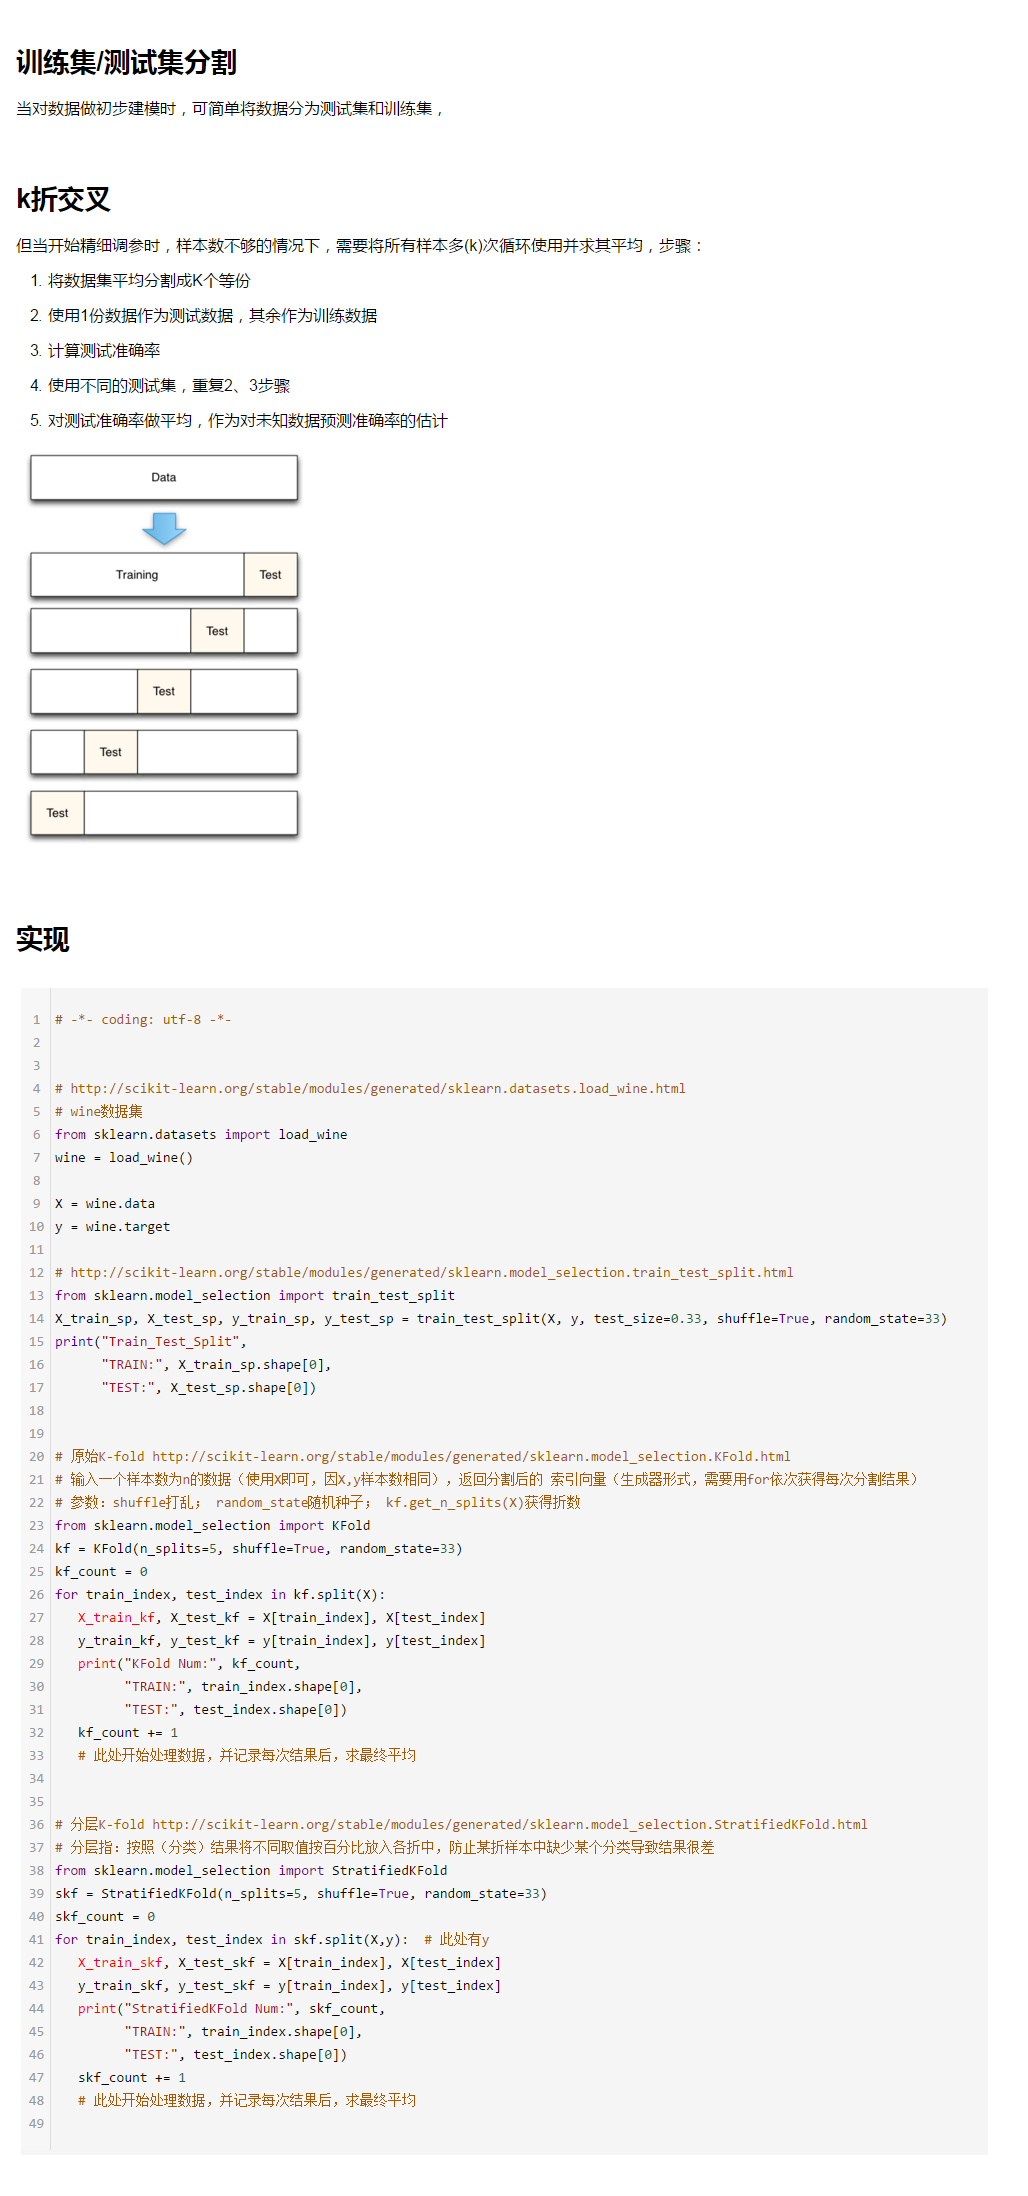 训练集/测试集分割
当对数据做初步建模时，可简单将数据分为测试集和训练集，
k折交叉
但当开始精细调参时，样本数不够的情况下，需要将所有样本多(k)次循环使用并求其平均，步骤：
1. 将数据集平均分割成K个等份
2. 使用1份数据作为测试数据，其余作为训练数据
3. 计算测试准确率
4. 使用不同的测试集，重复2、3步骤
5. 对测试准确率做平均，作为对未知数据预测准确率的估计
Data
Training Test
Test
Test
Test
Test
实现
1 # -*- coding: utf-8 -*-
2
3
4 # http://scikit-learn.org/stable/modules/generated/sklearn.datasets.load_wine.html
5 # wine数据集
6 from sklearn.datasets import load_wine
7 wine = load_wine()
8
9 X = wine.data
10 y = wine.target
11
12 # http://scikit-learn.org/stable/modules/generated/sklearn.model_selection.train_test_split.html
13 from sklearn.model_selection import train_test_split
14 X_train_sp, X_test_sp, y_train_sp, y_test_sp = train_test_split(X, y, test_size=0.33, shuffle=True, random_state=33)
15 print("Train_Test_Split",
16 "TRAIN:", X_train_sp.shape[0],
17 "TEST:", X_test_sp.shape[0])
18
19
20 # 原始K-fold http://scikit-learn.org/stable/modules/generated/sklearn.model_selection.KFold.html
21 # 输入一个样本数为n的数据（使用X即可，因X,y样本数相同），返回分割后的 索引向量（生成器形式，需要用for依次获得每次分割结果）
22 # 参数：shuffle打乱； random_state随机种子； kf.get_n_splits(X)获得折数
23 from sklearn.model_selection import KFold
24 kf = KFold(n_splits=5, shuffle=True, random_state=33)
25 kf_count = 0
26 for train_index, test_index in kf.split(X):
27 X_train_kf, X_test_kf = X[train_index], X[test_index]
28 y_train_kf, y_test_kf = y[train_index], y[test_index]
29 print("KFold Num:", kf_count,
30 "TRAIN:", train_index.shape[0],
31 "TEST:", test_index.shape[0])
32 kf_count += 1
33 # 此处开始处理数据，并记录每次结果后，求最终平均
34
35
36 # 分层K-fold http://scikit-learn.org/stable/modules/generated/sklearn.model_selection.StratifiedKFold.html
37 # 分层指：按照（分类）结果将不同取值按百分比放入各折中，防止某折样本中缺少某个分类导致结果很差
38 from sklearn.model_selection import StratifiedKFold
39 skf = StratifiedKFold(n_splits=5, shuffle=True, random_state=33)
40 skf_count = 0
41 for train_index, test_index in skf.split(X,y): # 此处有y
42 X_train_skf, X_test_skf = X[train_index], X[test_index]
43 y_train_skf, y_test_skf = y[train_index], y[test_index]
44 print("StratifiedKFold Num:", skf_count,
45 "TRAIN:", train_index.shape[0],
46 "TEST:", test_index.shape[0])
47 skf_count += 1
48 # 此处开始处理数据，并记录每次结果后，求最终平均
49